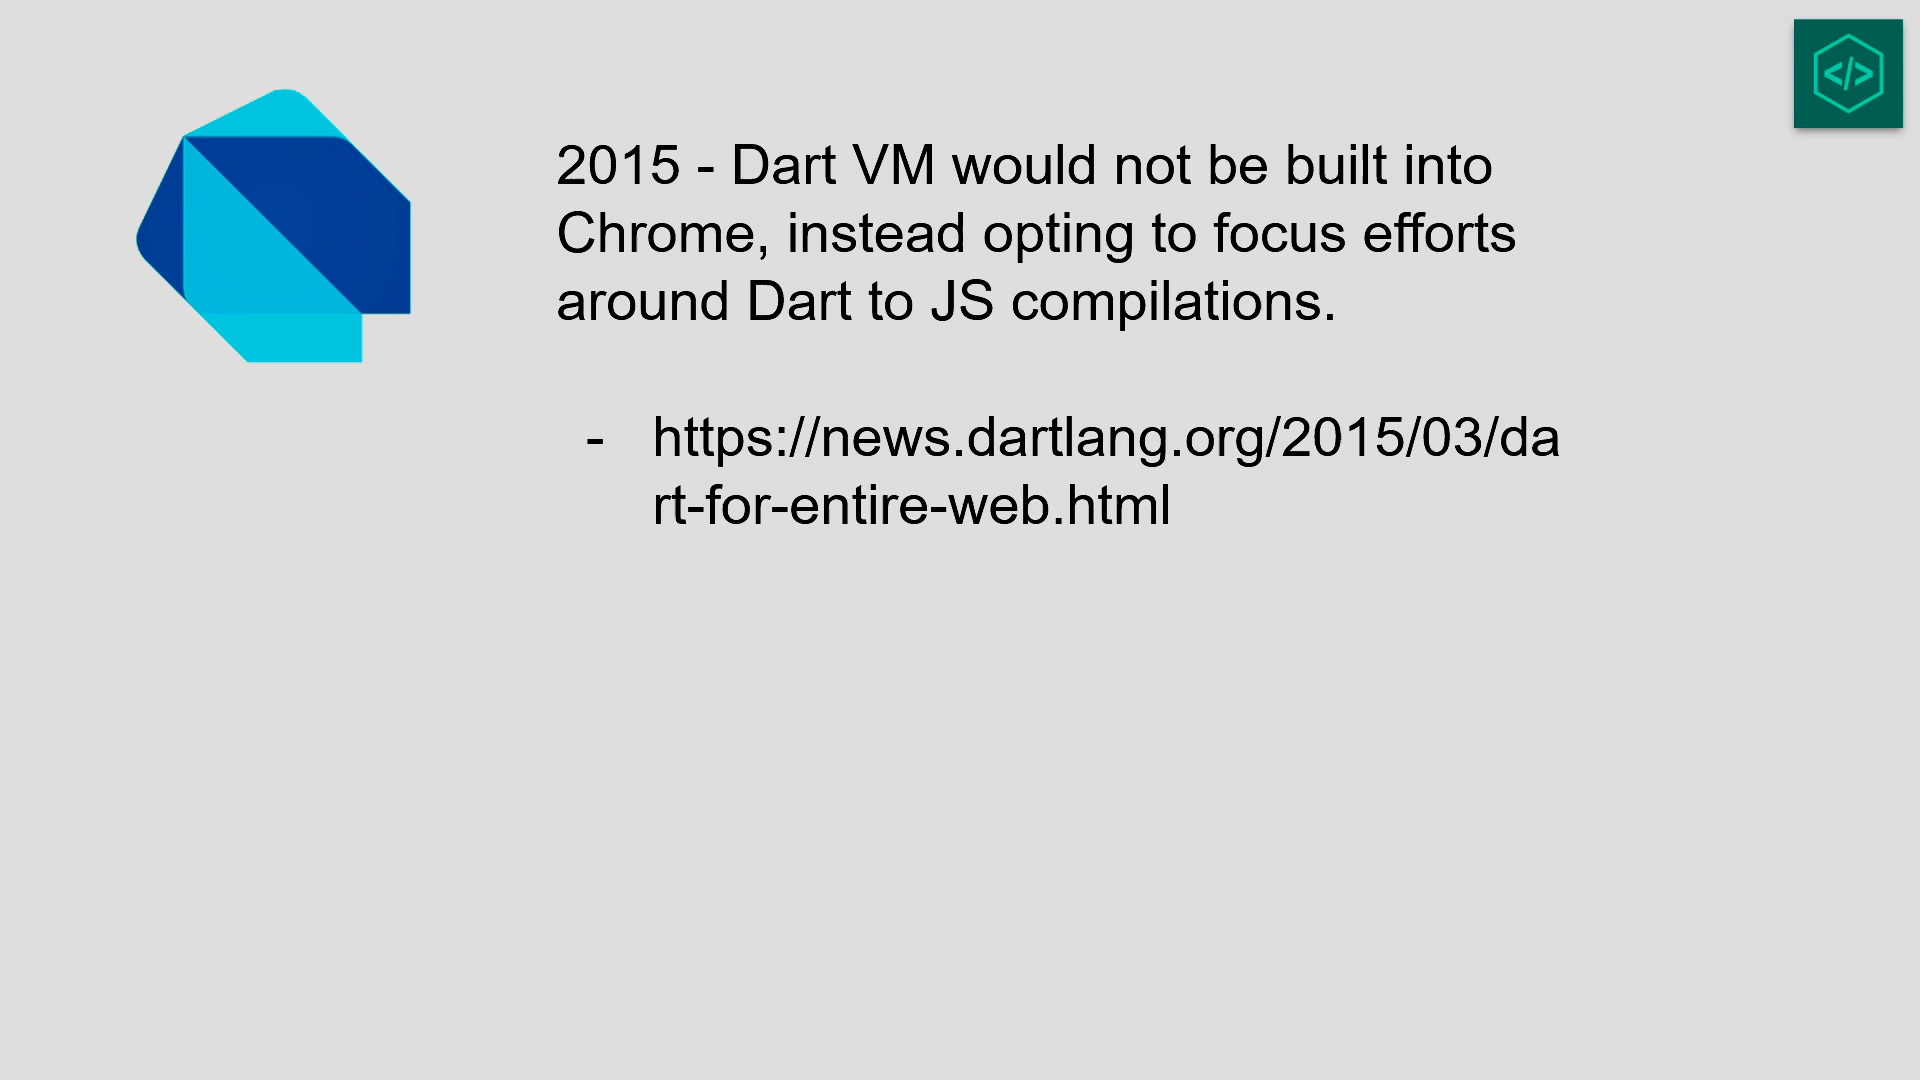 </>
2015 - Dart VM would not be built into
Chrome, instead opting to focus efforts
around Dart to JS compilations.
- https://news.dartlang.org/2015/03/da
rt-for-entire-web.html